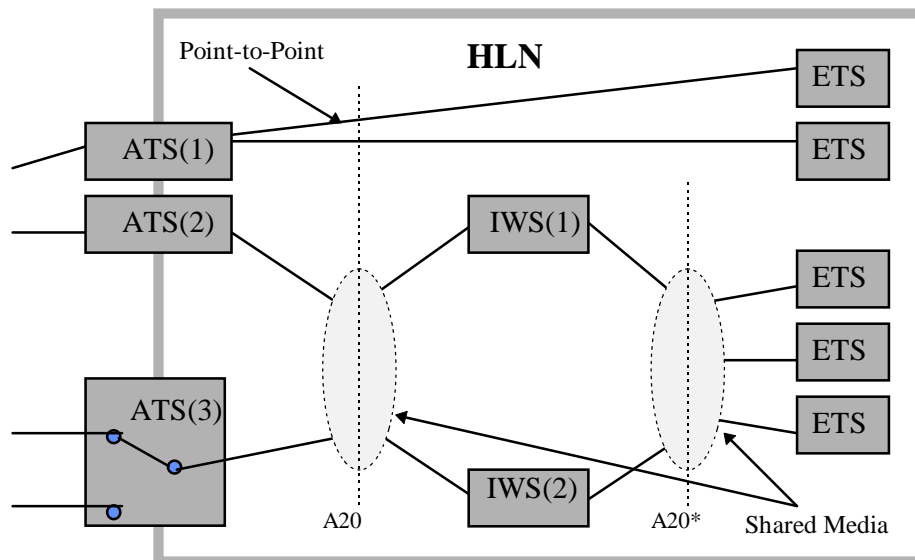 Point-to-Point
HLN
ETS
ATS(1)
ETS
ATS(2)
IWS(1)
ETS
ETS
ATS(3)
ETS
IWS(2)
A20
A20*
Shared Media